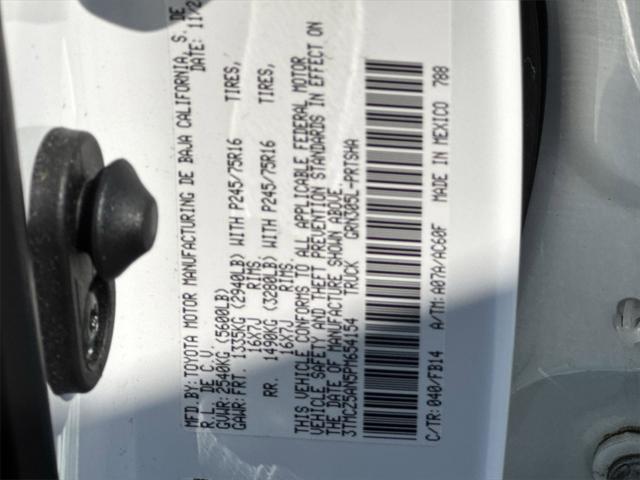 MFD.BY:TOYOTA MOTOR MANUFACTURING DE BAJA CALIFORNIA, S. DE
R.L. DE C.V. DATE: 11/2
GVWR: 2540KG (5600LB)
GAWR: FRT. 1335KG (2940LB) WITH P245/75R16 TIRES,
16X7J RIMS
RR. 1490KG (3280LB) WITH P245/75R16 TIRES,
16X7J RIMS.
THIS VEHICLE CONFORMS TO ALL APPLICABLE FEDERAL MOTOR
VEHICLE SAFETY AND THEFT PREVENTION STANDARDS IN EFFECT ON
THE DATE OF MANUFACTURE SHOWN ABOVE.
3TMCZ5AN5PM654154 TRUCK GRN305L-PRTSHA
C/TR: 040/FB14 A/TM: A07A/AC60F MADE IN MEXICO 788